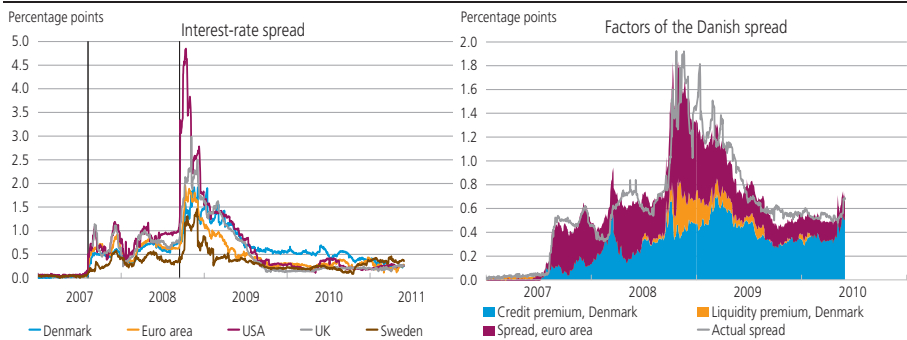 Percentage points
Interest-rate spread
5.0
4.5
4.0
3.5
3.0
2.5
2.0
1.5
1.0
0.5
0.0
2007 2008 2009 2010 2011
Denmark Euro area USA UK Sweden
Percentage points
Factors of the Danish spread
2.0
1.8
1.6
1.4
1.2
1.0
0.8
0.6
0.4
0.2
0.0
2007 2008 2009 2010
Credit premium, Denmark Liquidity premium, Denmark
Spread, euro area Actual spread